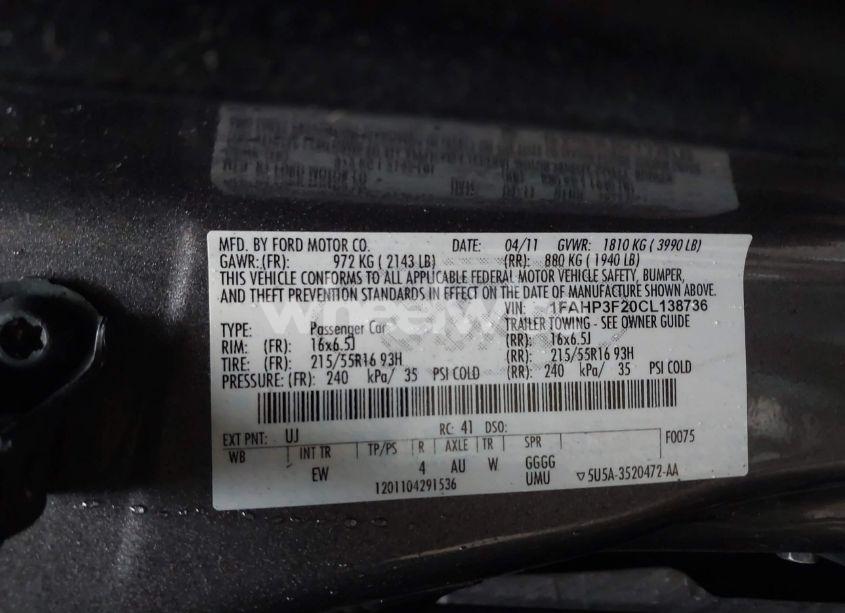 MFD. BY FORD MOTOR CO. DATE: 04/11 GVWR: 1810 KG ( 3990 LB)
GAWR:(FR): 972 KG ( 2143 LB) (RR): 880 KG ( 1940 LB)
THIS VEHICLE CONFORMS TO ALL APPLICABLE FEDERAL MOTOR VEHICLE SAFETY, BUMPER,
AND THEFT PREVENTION STANDARDS IN EFFECT ON THE DATE OF MANUFACTURE SHOWN ABOVE.
VIN: 1FAHP3F20CL138736
TYPE: Passenger Car TRAILER TOWING - SEE OWNER GUIDE
RIM: (FR): 16x6.5J (RR): 16x6.5J
TIRE: (FR): 215/55R16 93H (RR): 215/55R16 93H
PRESSURE: (FR): 240 kPa/ 35 PSI COLD (RR): 240 kPa/ 35 PSI COLD
EXT PNT: UJ RC: 41 DSO: F0075
WB INT TR TP/PS R AXLE TR SPR
EW 4 AU W GGGG
1201104291536 UMU ▽5U5A-3520472-AA